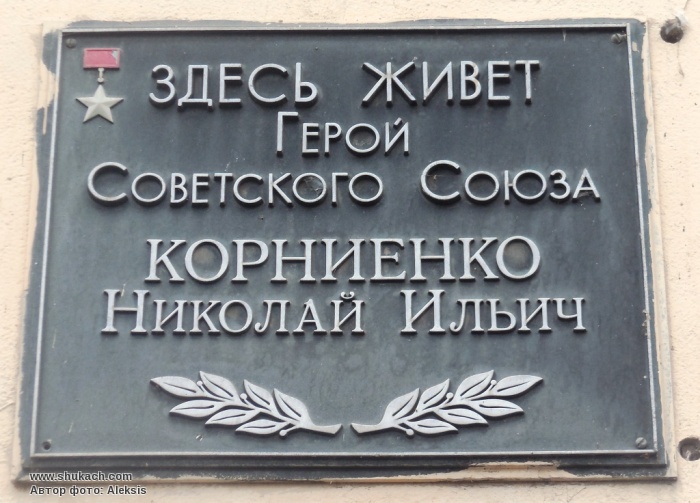 ЗДЕСЬ ЖИВЕТ
ГЕРОЙ
СОВЕТСКОГО СОЮЗА
КОРНИЕНКО
НИКОЛАЙ ИЛЬИЧ
www.shukach.com
Автор фото: Aleksis